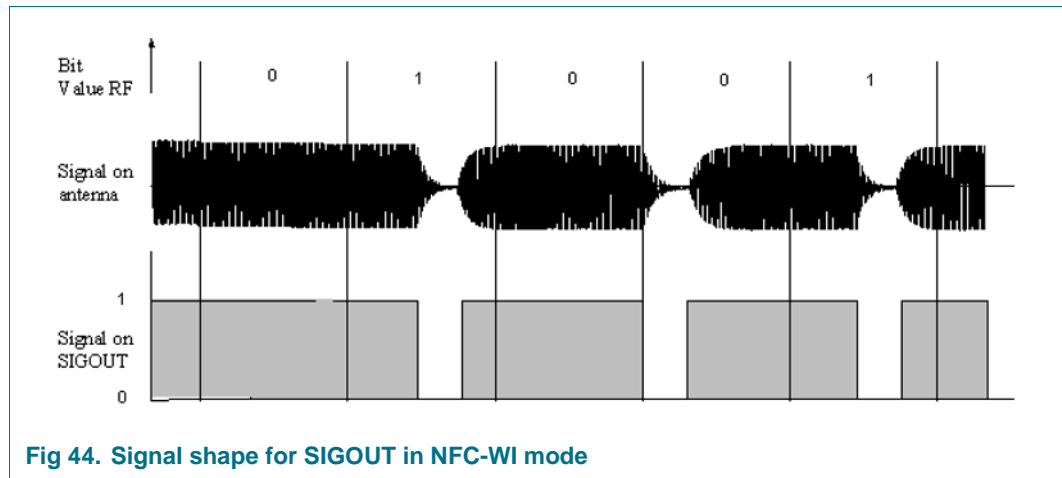 Bit
Value RF
0 1 0 0 1
Signal on
antenna
1
Signal on
SIGOUT
0
Fig 44. Signal shape for SIGOUT in NFC-WI mode